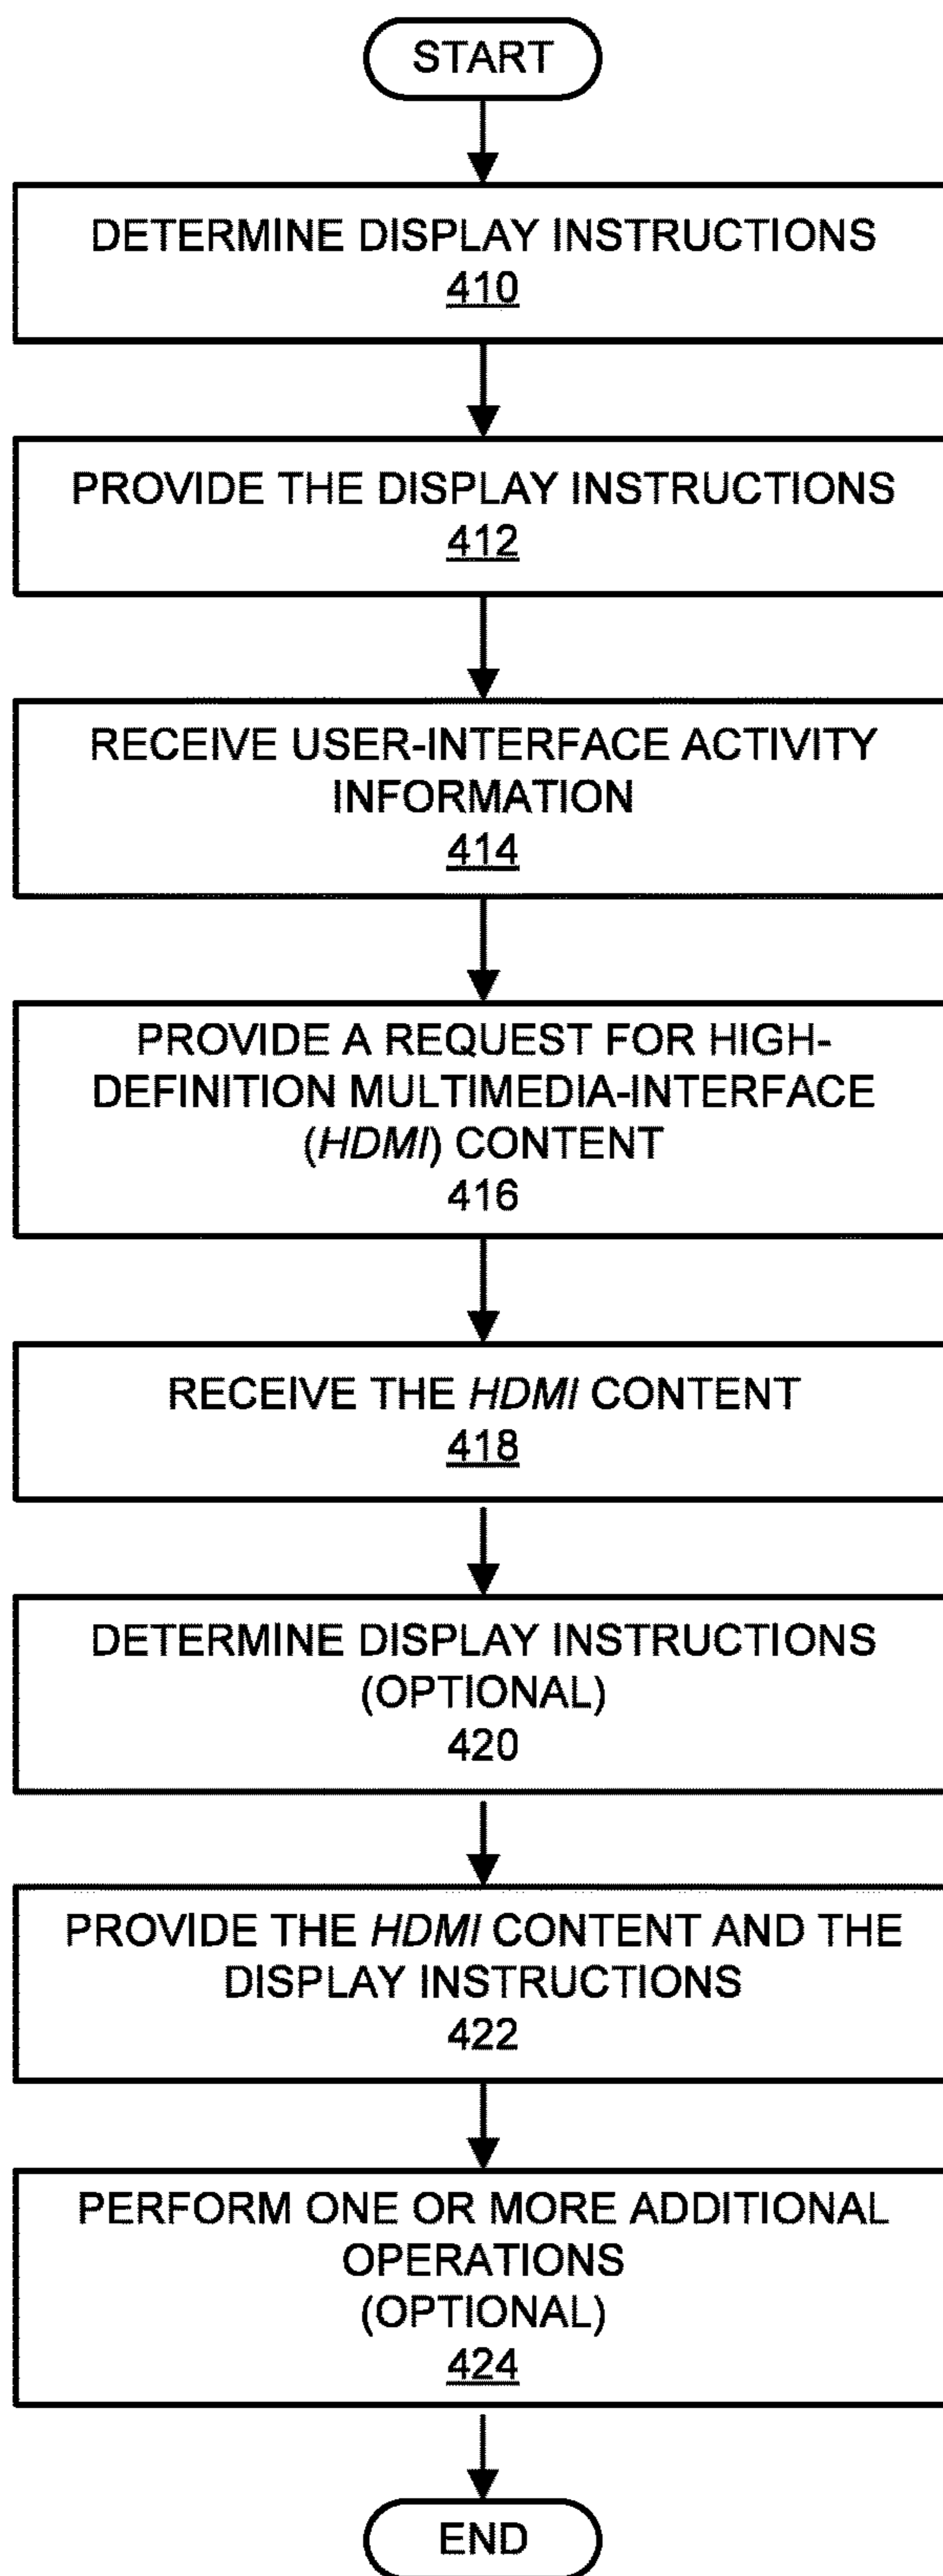 START
DETERMINE DISPLAY INSTRUCTIONS
410
PROVIDE THE DISPLAY INSTRUCTIONS
412
RECEIVE USER-INTERFACE ACTIVITY
INFORMATION
414
PROVIDE A REQUEST FOR HIGH-
DEFINITION MULTIMEDIA-INTERFACE
(HDMI) CONTENT
416
RECEIVE THE HDMI CONTENT
418
DETERMINE DISPLAY INSTRUCTIONS
(OPTIONAL)
420
PROVIDE THE HDMI CONTENT AND THE
DISPLAY INSTRUCTIONS
422
PERFORM ONE OR MORE ADDITIONAL
OPERATIONS
(OPTIONAL)
424
END